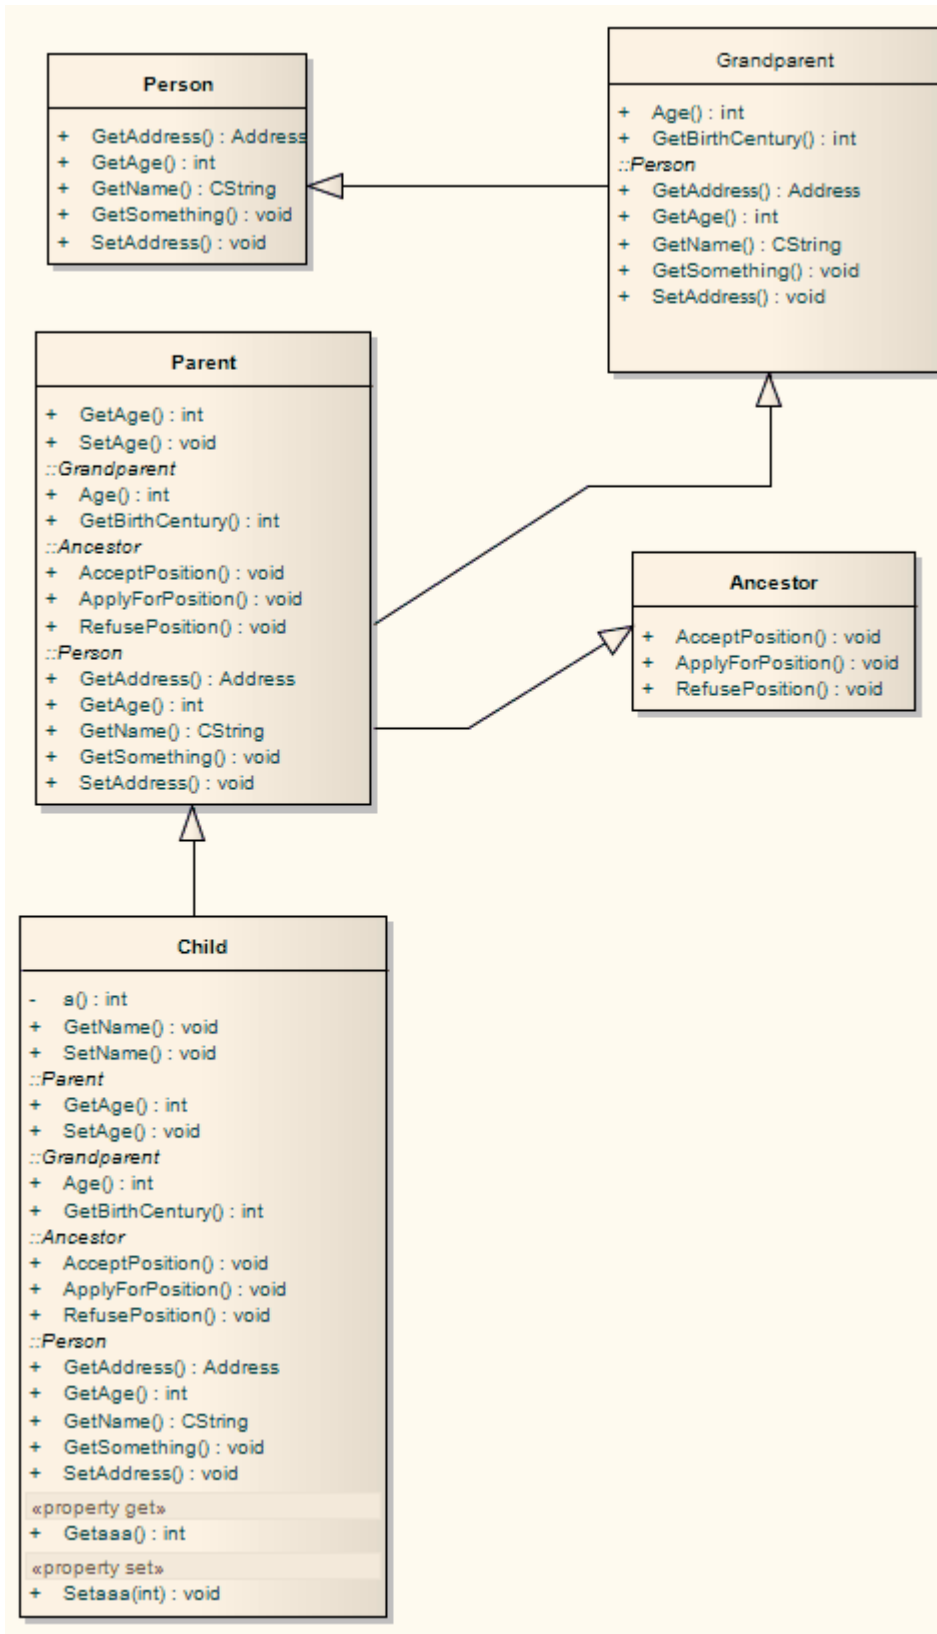 Person
+ GetAddress() : Address
+ GetAge() : int
+ GetName() : CString
+ GetSomething() : void
+ SetAddress() : void
Grandparent
+ Age() : int
+ GetBirthCentury() : int
::Person
+ GetAddress() : Address
+ GetAge() : int
+ GetName() : CString
+ GetSomething() : void
+ SetAddress() : void
Parent
+ GetAge() : int
+ SetAge() : void
::Grandparent
+ Age() : int
+ GetBirthCentury() : int
::Ancestor
+ AcceptPosition() : void
+ ApplyForPosition() : void
+ RefusePosition() : void
::Person
+ GetAddress() : Address
+ GetAge() : int
+ GetName() : CString
+ GetSomething() : void
+ SetAddress() : void
Ancestor
+ AcceptPosition() : void
+ ApplyForPosition() : void
+ RefusePosition() : void
Child
- a() : int
+ GetName() : void
+ SetName() : void
::Parent
+ GetAge() : int
+ SetAge() : void
::Grandparent
+ Age() : int
+ GetBirthCentury() : int
::Ancestor
+ AcceptPosition() : void
+ ApplyForPosition() : void
+ RefusePosition() : void
::Person
+ GetAddress() : Address
+ GetAge() : int
+ GetName() : CString
+ GetSomething() : void
+ SetAddress() : void
«property get»
+ Getaaa() : int
«property set»
+ Setaaa(int) : void